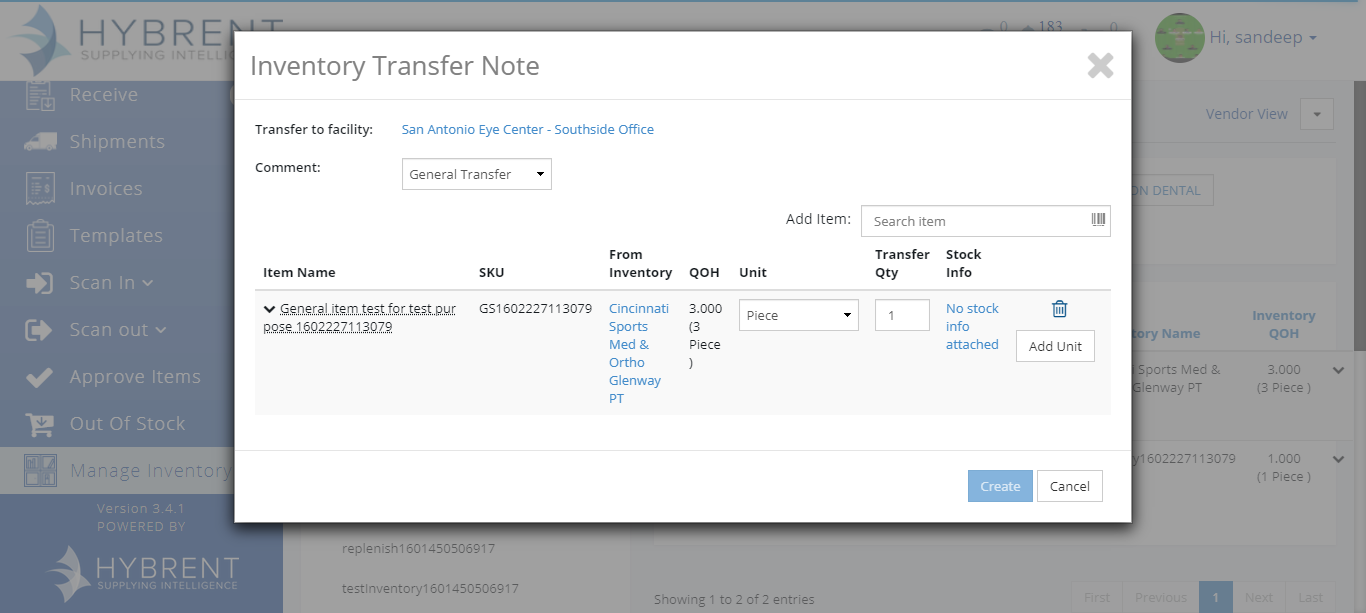 HYBRENT
SUPPLYING INTELLIG
0
183
0
Hi, sandeep
Receive
Shipments
Invoices
Templates
Scan In
Scan out
Approve Items
Out Of Stock
Manage Inventory
Version 3.4.1
POWERED BY
HYBRENT
SUPPLYING INTELLIGENCE
Inventory Transfer Note
Transfer to facility: San Antonio Eye Center - Southside Office
Comment: General Transfer
Add Item: Search item
Item Name SKU From Inventory QOH Unit Transfer Qty Stock Info
General item test for test pur
pose 1602227113079
GS1602227113079
Cincinnati
Sports
Med &
Ortho
Glenway
PT
3.000
(3
Piece
)
Piece
1
No stock
info
attached
Add Unit
Create Cancel
Vendor View
ON DENTAL
tory Name
Inventory
QOH
Sports Med &
Glenway PT
3.000
(3 Piece )
y1602227113079
1.000
(1 Piece )
replenish1601450506917
testInventory1601450506917
Showing 1 to 2 of 2 entries
First Previous 1 Next Last